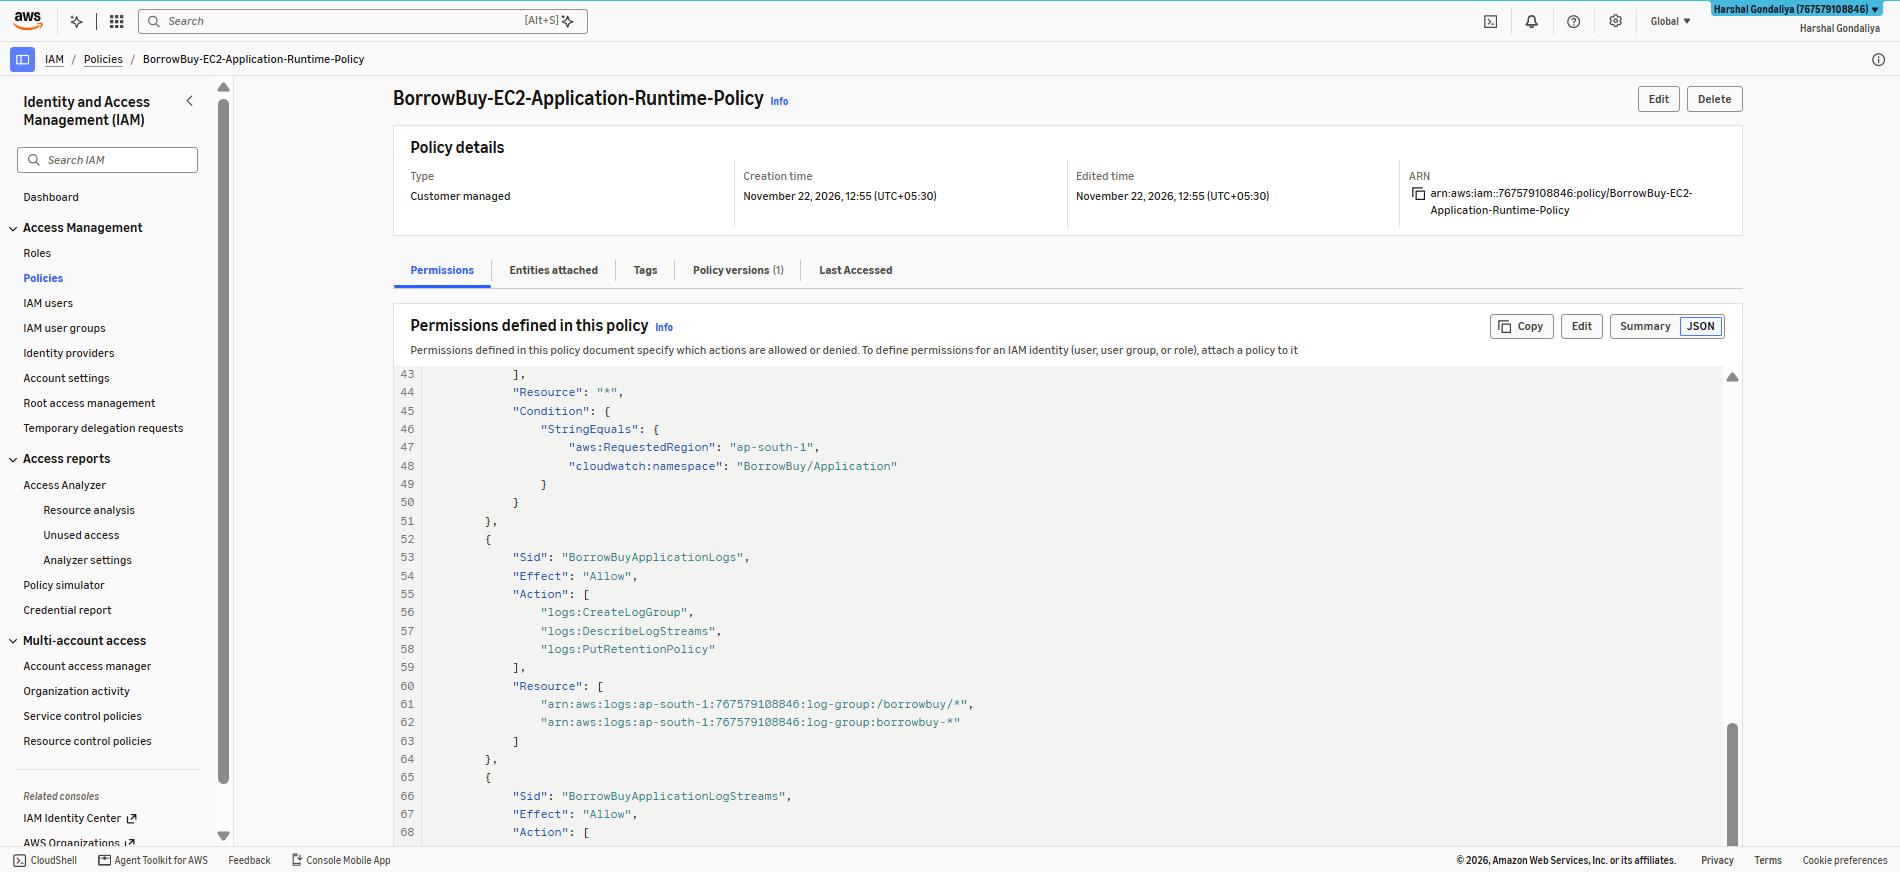 aws
Search
[Alt+S]
Global
Harshal Gondaliya (767579108846)
Harshal Gondaliya
IAM / Policies / BorrowBuy-EC2-Application-Runtime-Policy
Identity and Access
Management (IAM)
Search IAM
Dashboard
Access Management
Roles
Policies
IAM users
IAM user groups
Identity providers
Account settings
Root access management
Temporary delegation requests
Access reports
Access Analyzer
Resource analysis
Unused access
Analyzer settings
Policy simulator
Credential report
Multi-account access
Account access manager
Organization activity
Service control policies
Resource control policies
Related consoles
IAM Identity Center
AWS Organizations
BorrowBuy-EC2-Application-Runtime-Policy Info
Edit
Delete
Policy details
Type
Customer managed
Creation time
November 22, 2026, 12:55 (UTC+05:30)
Edited time
November 22, 2026, 12:55 (UTC+05:30)
ARN
arn:aws:iam::767579108846:policy/BorrowBuy-EC2-
Application-Runtime-Policy
Permissions
Entities attached
Tags
Policy versions (1)
Last Accessed
Permissions defined in this policy Info
Copy
Edit
Summary
JSON
Permissions defined in this policy document specify which actions are allowed or denied. To define permissions for an IAM identity (user, user group, or role), attach a policy to it
43 ],
44 "Resource": "*",
45 "Condition": {
46 "StringEquals": {
47 "aws:RequestedRegion": "ap-south-1",
48 "cloudwatch:namespace": "BorrowBuy/Application"
49 }
50 }
51 },
52 {
53 "Sid": "BorrowBuyApplicationLogs",
54 "Effect": "Allow",
55 "Action": [
56 "logs:CreateLogGroup",
57 "logs:DescribeLogStreams",
58 "logs:PutRetentionPolicy"
59 ],
60 "Resource": [
61 "arn:aws:logs:ap-south-1:767579108846:log-group:/borrowbuy/*",
62 "arn:aws:logs:ap-south-1:767579108846:log-group:borrowbuy-*"
63 ]
64 },
65 {
66 "Sid": "BorrowBuyApplicationLogStreams",
67 "Effect": "Allow",
68 "Action": [
CloudShell
Agent Toolkit for AWS
Feedback
Console Mobile App
© 2026, Amazon Web Services, Inc. or its affiliates.
Privacy
Terms
Cookie preferences